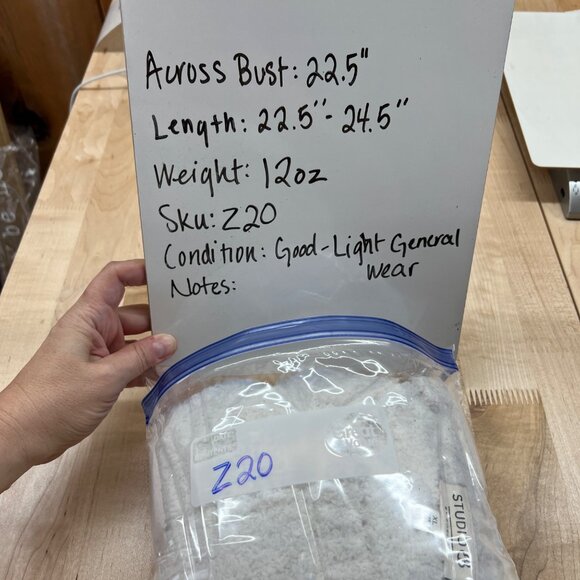 Across Bust: 22.5"
Length: 22.5"- 24.5"
Weight: 12oz
Sku: Z20
Condition: Good-Light General
wear
Notes:
Z20
XL